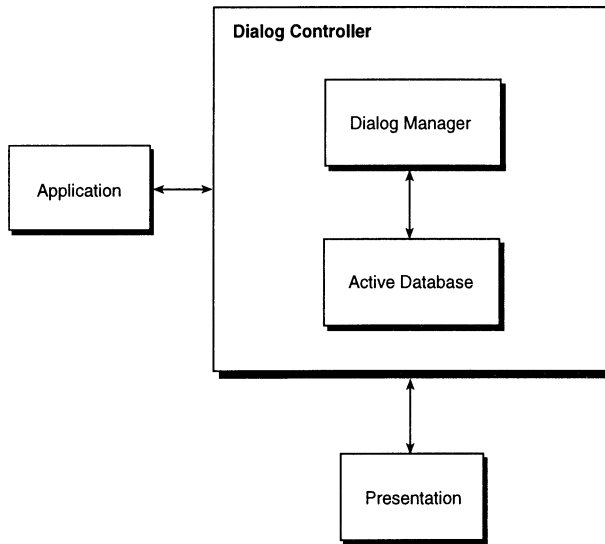 Dialog Controller
Dialog Manager
Application
Active Database
Presentation